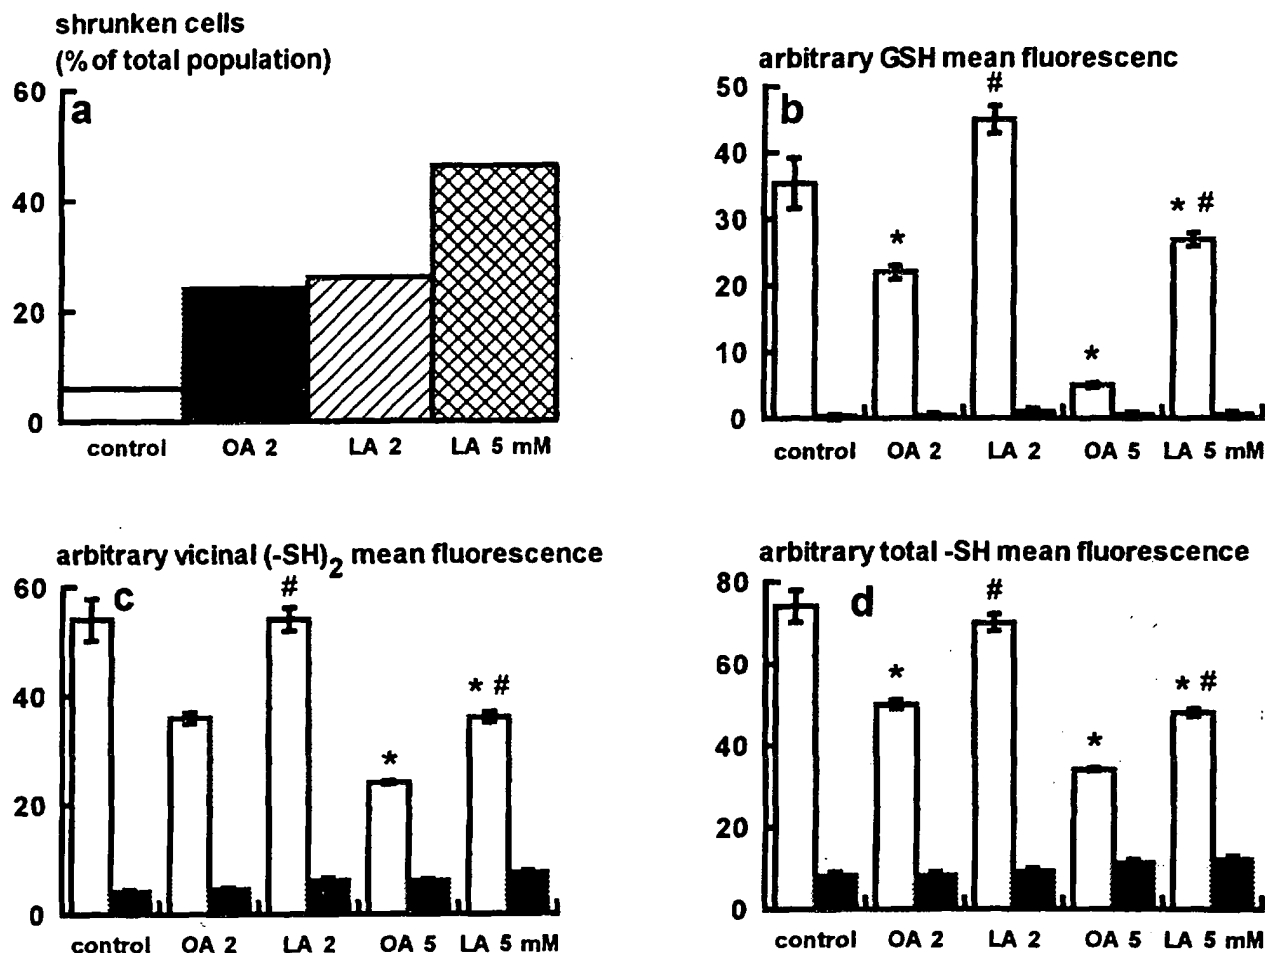 shrunken cells
(% of total population)
a
60
40
20
0
control OA 2 LA 2 LA 5 mM
arbitrary GSH mean fluorescenc
b
50
40
30
20
10
0
#
*
* #
*
control OA 2 LA 2 OA 5 LA 5 mM
arbitrary vicinal (-SH)2 mean fluorescence
c
60
40
20
0
#
* #
*
control OA 2 LA 2 OA 5 LA 5 mM
arbitrary total -SH mean fluorescence
d
80
60
40
20
0
#
*
* #
*
control OA 2 LA 2 OA 5 LA 5 mM